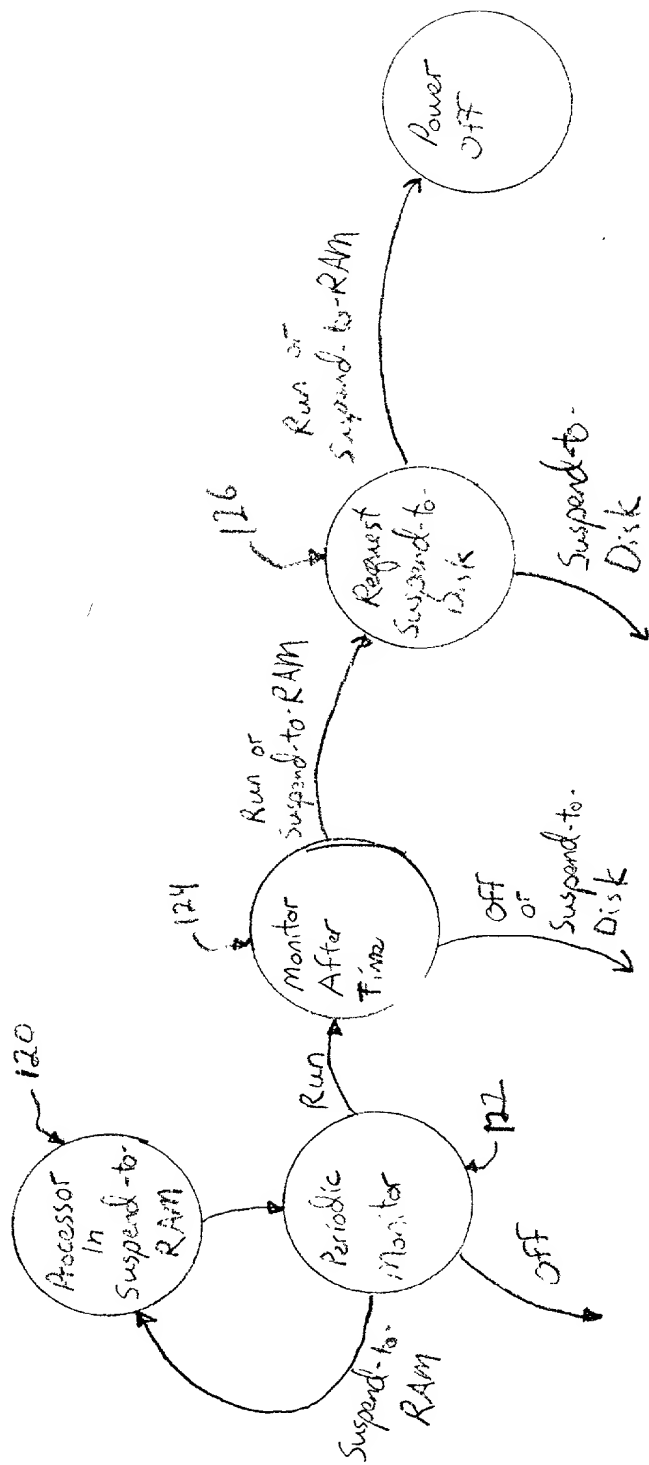 120
Processor
In
Suspend-to-
RAM
Suspend-to-
RAM
Periodic
Monitor
122
Off
Run
124
Monitor
After
Time
Off
or
Suspend-to-
Disk
Run or
Suspend-to-RAM
126
Request
Suspend-to-
Disk
Suspend-to-
Disk
Run or
Suspend-to-RAM
Power
Off